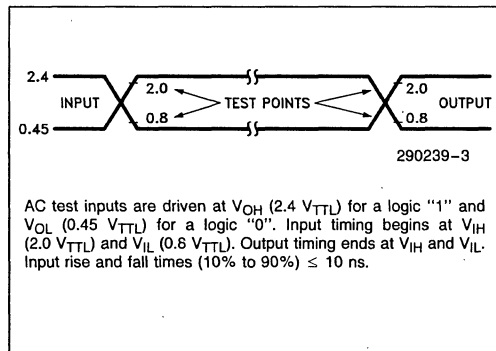 2.4
2.0
2.0
INPUT
TEST POINTS
OUTPUT
0.8
0.8
0.45
290239-3
AC test inputs are driven at VOH (2.4 VTTL) for a logic "1" and
VOL (0.45 VTTL) for a logic "0". Input timing begins at VIH
(2.0 VTTL) and VIL (0.8 VTTL). Output timing ends at VIH and VIL.
Input rise and fall times (10% to 90%) ≤ 10 ns.